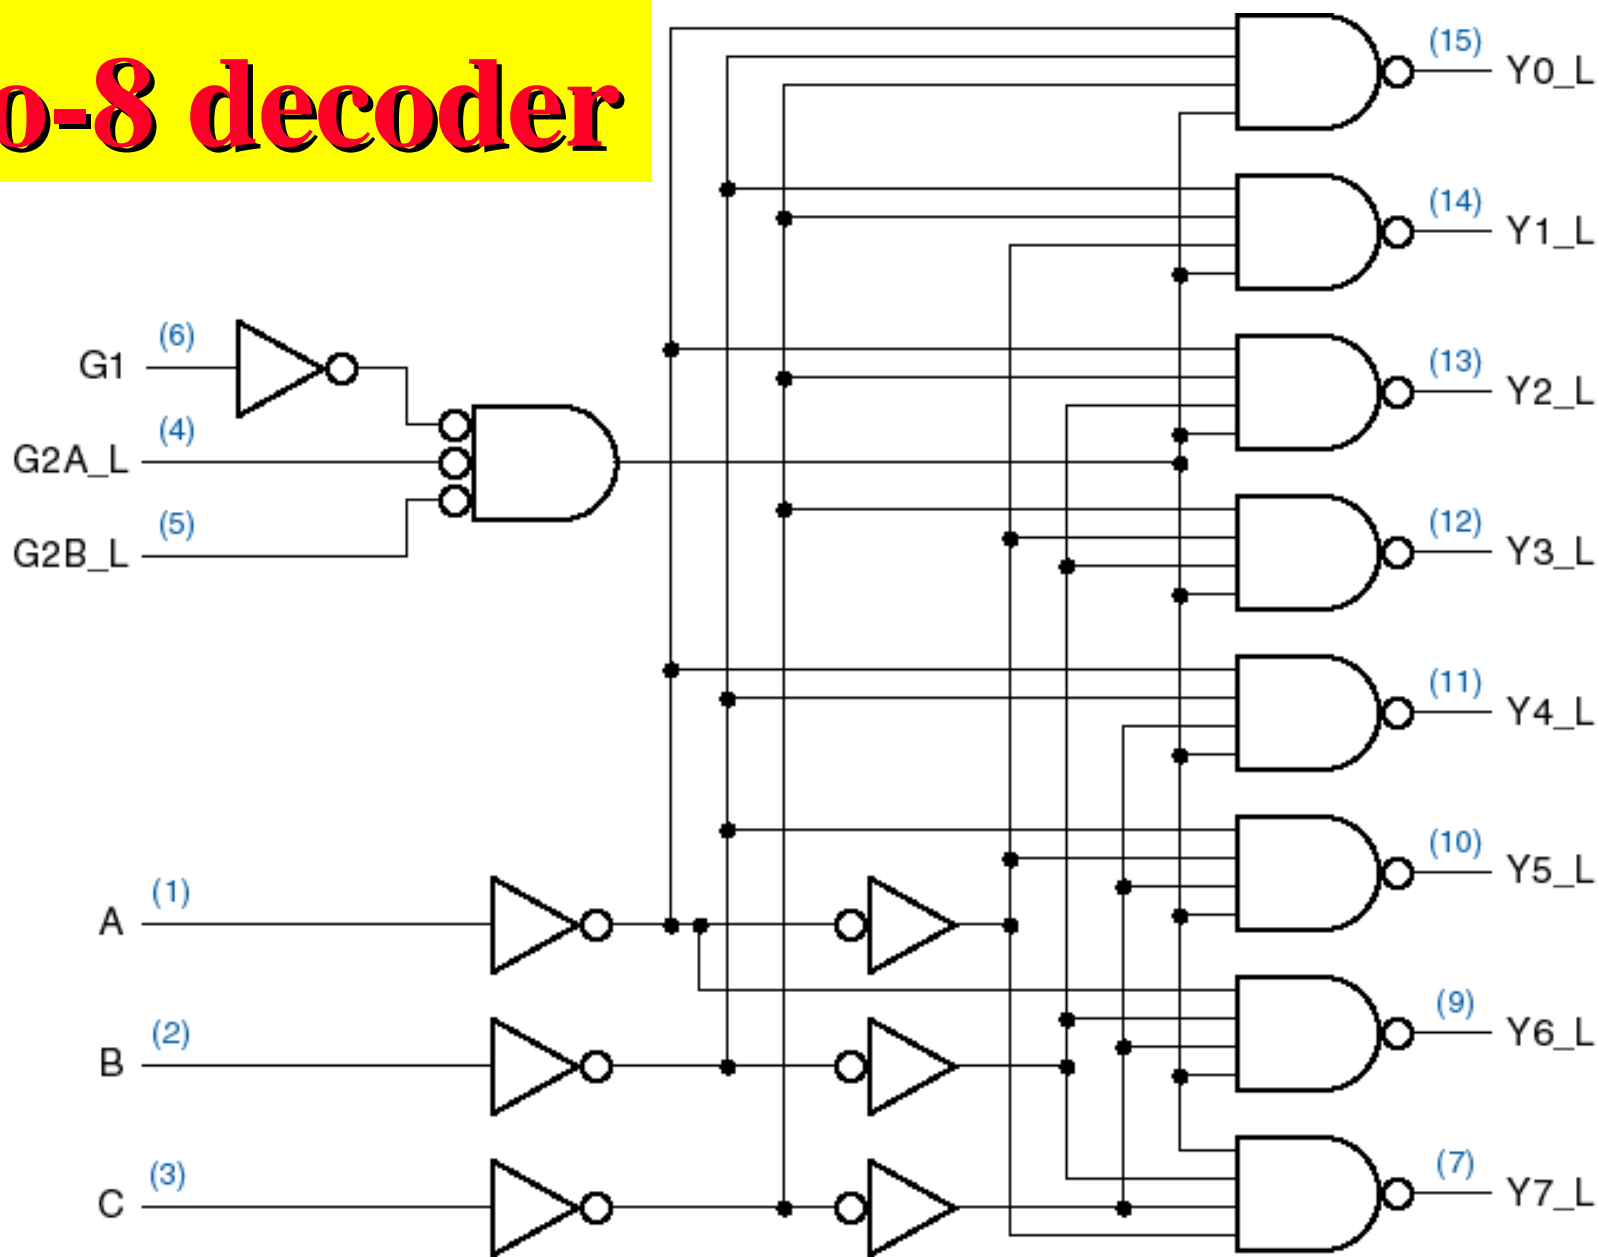 o-8 decoder
(15)
Y0_L
(14)
Y1_L
(6)
G1
(13)
Y2_L
(4)
G2A_L
(5)
G2B_L
(12)
Y3_L
(11)
Y4_L
(10)
Y5_L
(1)
A
(9)
Y6_L
(2)
B
(7)
Y7_L
(3)
C